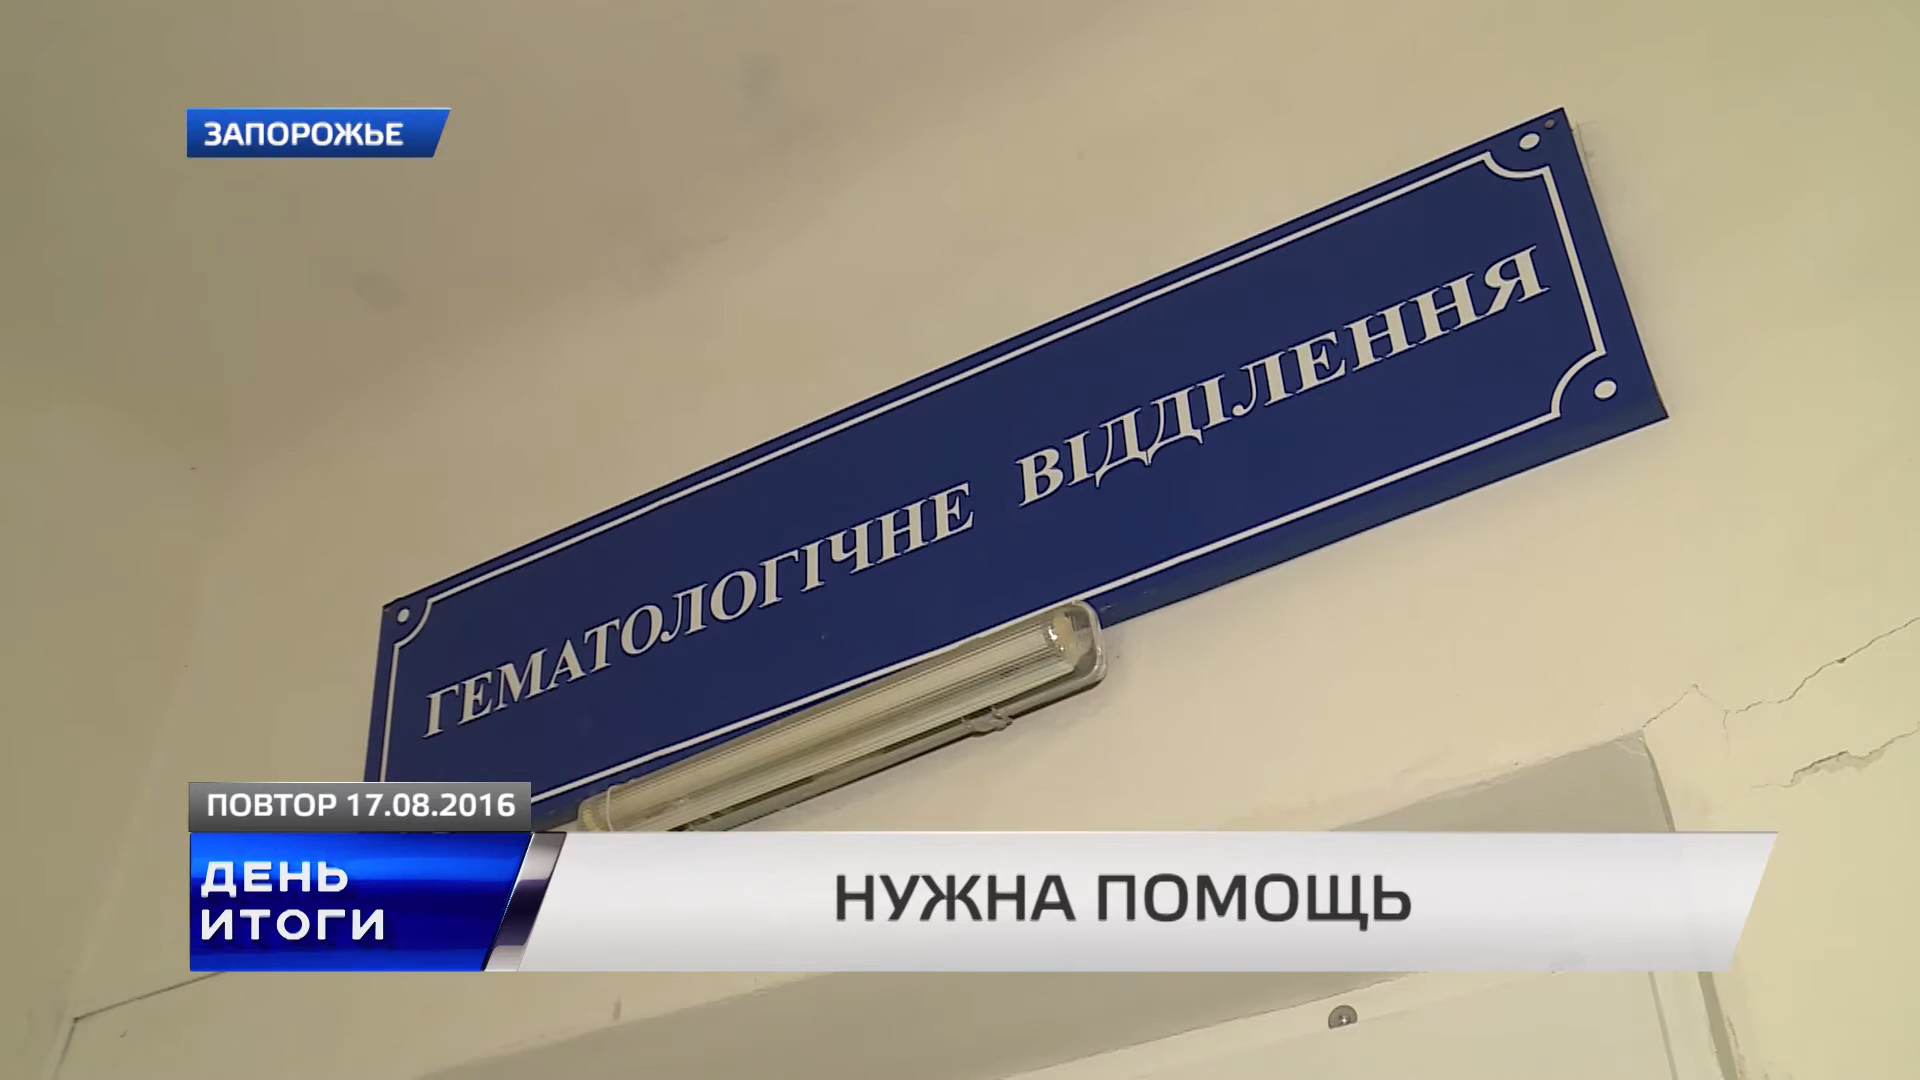 ЗАПОРОЖЬЕ
ГЕМАТОЛОГІЧНЕ ВІДДІЛЕННЯ
ПОВТОР 17.08.2016
ДЕНЬ
ИТОГИ
НУЖНА ПОМОЩЬ